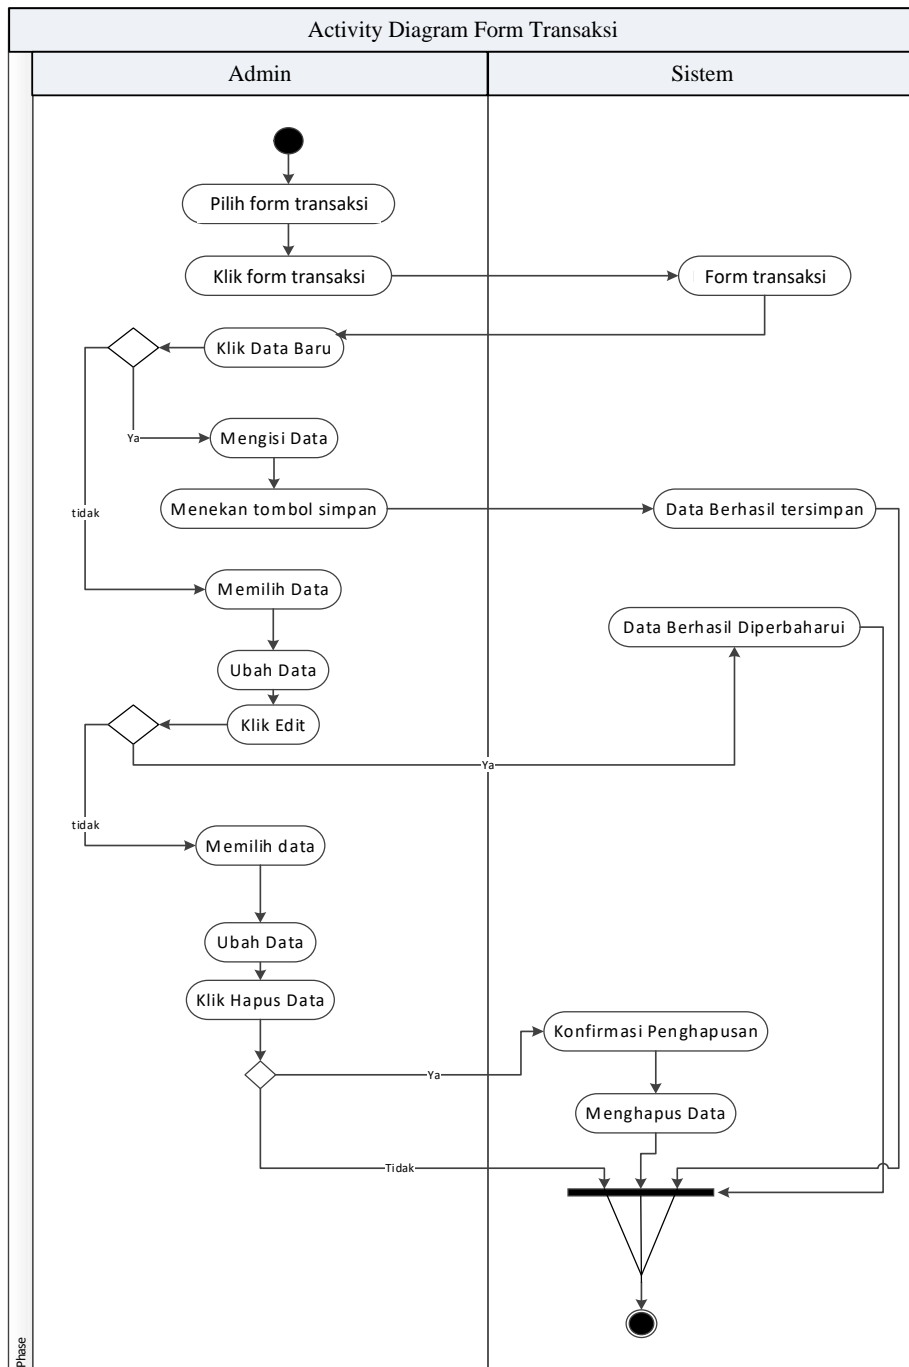 Activity Diagram Form Transaksi
Admin
Sistem
Pilih form transaksi
Klik form transaksi
Form transaksi
Klik Data Baru
Ya
Mengisi Data
tidak
Menekan tombol simpan
Data Berhasil tersimpan
Memilih Data
Data Berhasil Diperbaharui
Ubah Data
Klik Edit
Ya
tidak
Memilih data
Ubah Data
Klik Hapus Data
Konfirmasi Penghapusan
Ya
Menghapus Data
Tidak
Phase